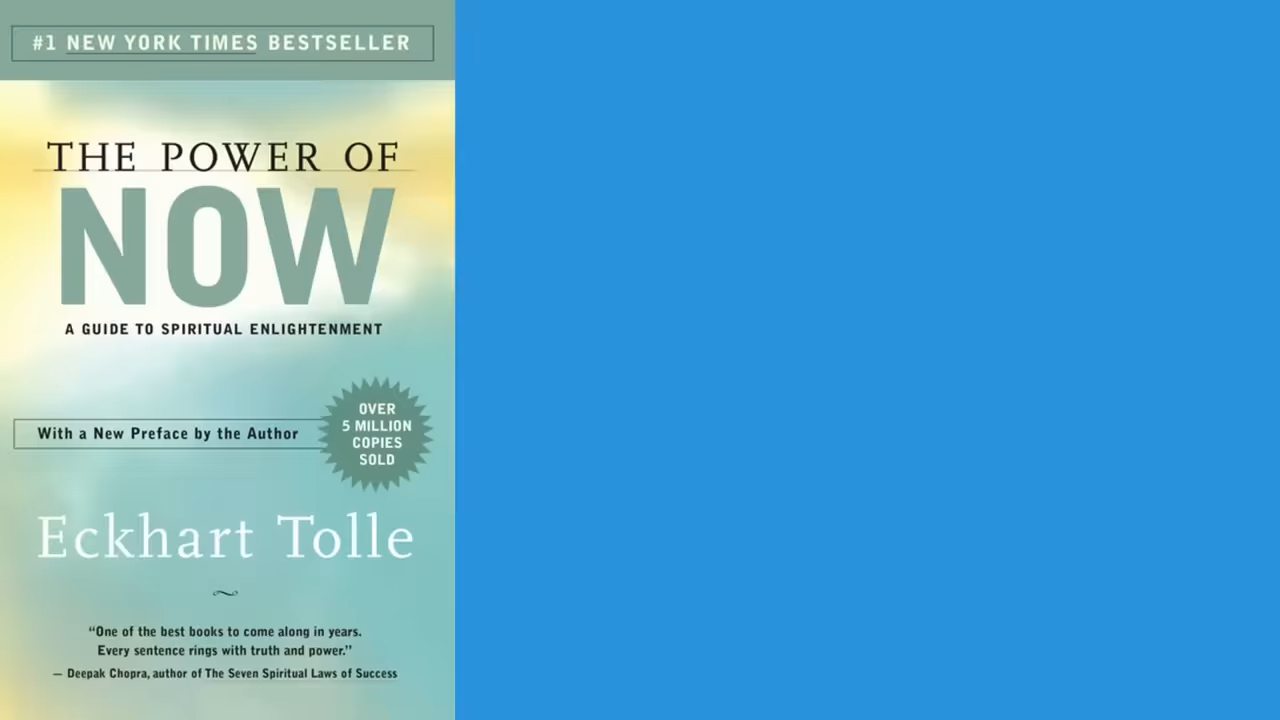 #1 NEW YORK TIMES BESTSELLER
THE POWER OF
NOW
A GUIDE TO SPIRITUAL ENLIGHTENMENT
With a New Preface by the Author
OVER
5 MILLION
COPIES
SOLD
Eckhart Tolle
“One of the best books to come along in years.
Every sentence rings with truth and power.”
— Deepak Chopra, author of The Seven Spiritual Laws of Success